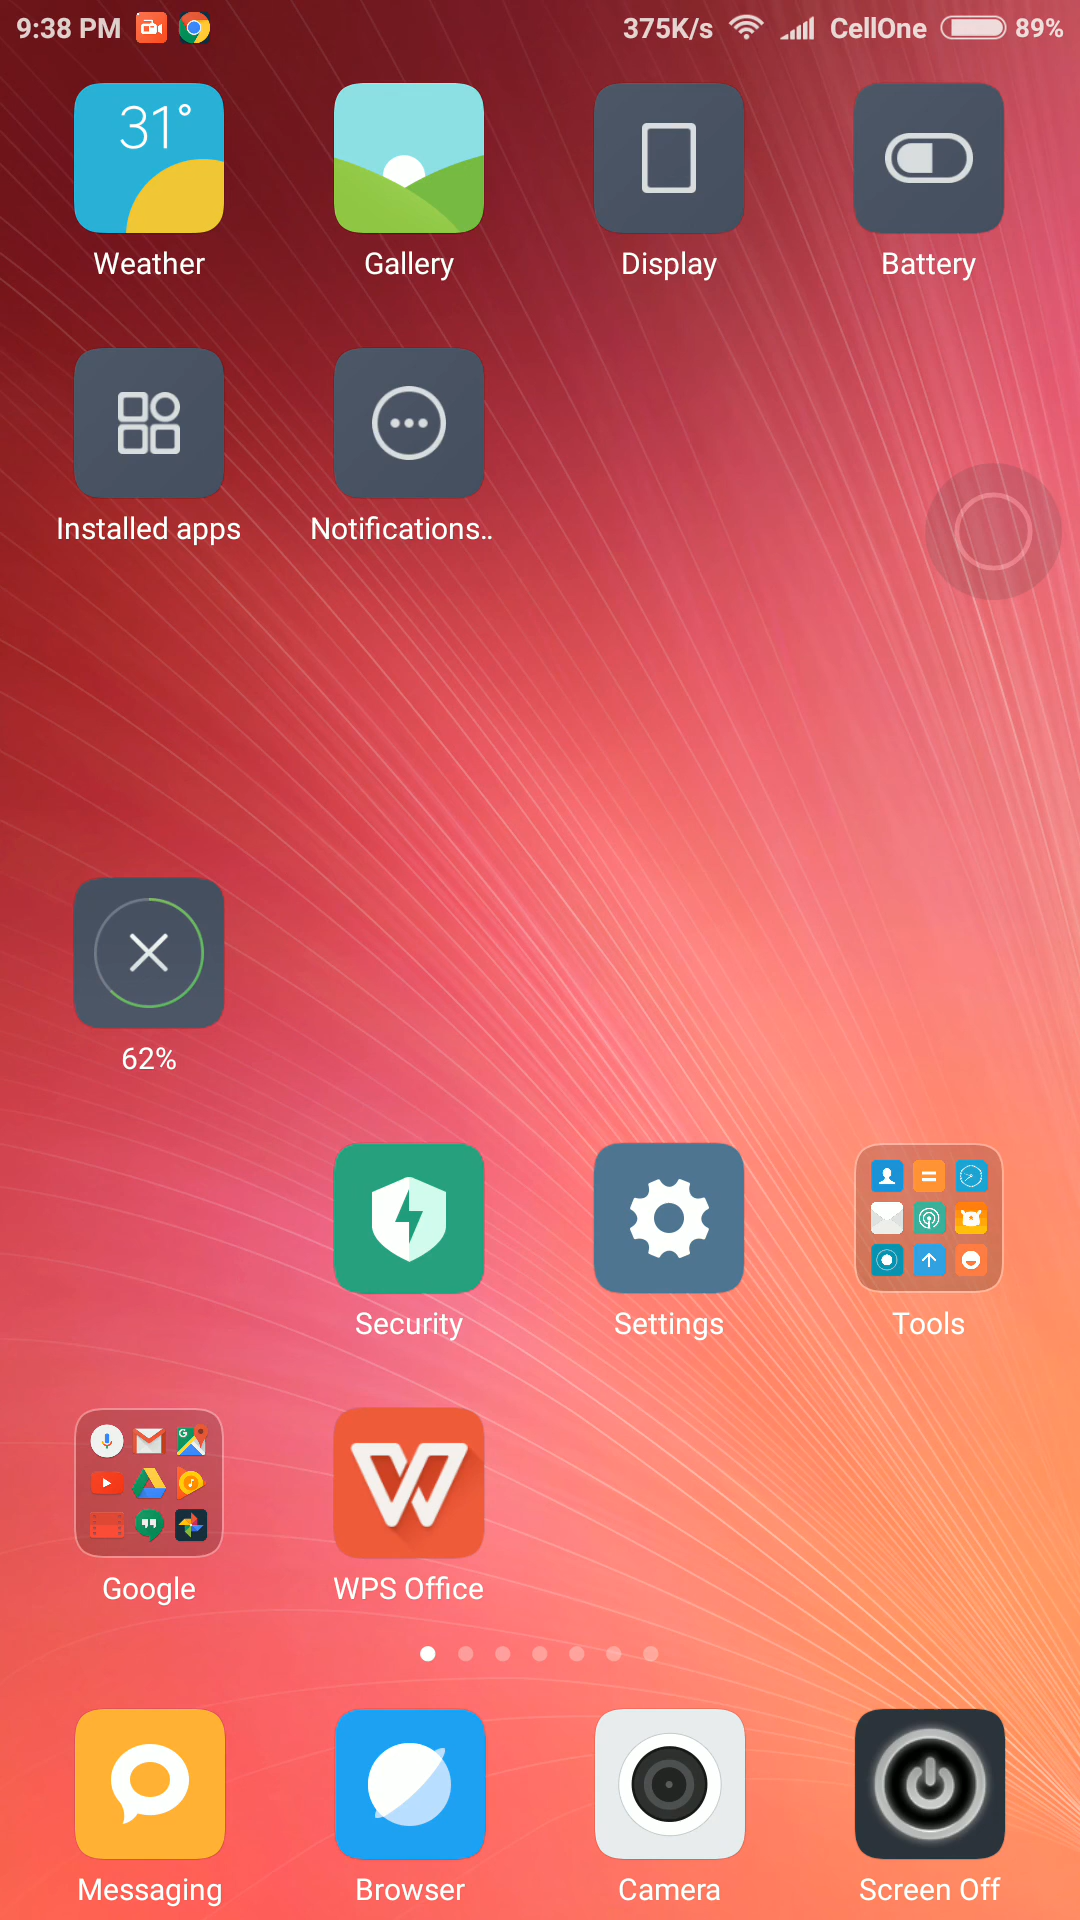 9:38 PM 375K/s CellOne 89%
31°
Weather Gallery Display Battery
Installed apps Notifications..
62%
Security Settings Tools
Google WPS Office
Messaging Browser Camera Screen Off